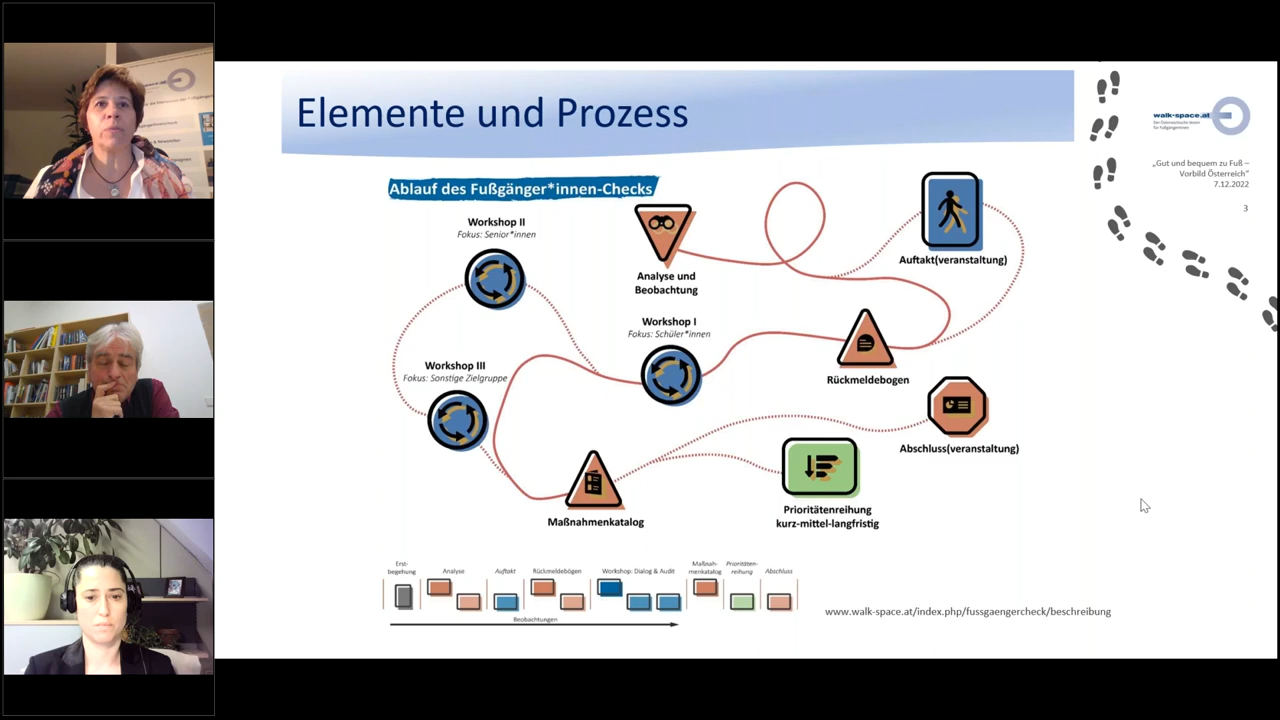 Elemente und Prozess
walk-space.at
Der Österreichische Verein
für FußgängerInnen
„Gut und bequem zu Fuß –
Vorbild Österreich"
7.12.2022
3
Ablauf des Fußgänger*innen-Checks
Workshop II
Fokus: Senior*innen
Analyse und
Beobachtung
Auftakt(veranstaltung)
Workshop I
Fokus: Schüler*innen
Workshop III
Fokus: Sonstige Zielgruppe
Rückmeldebogen
Abschluss(veranstaltung)
Maßnahmenkatalog
Prioritätenreihung
kurz-mittel-langfristig
Erst-
begehung
Analyse
Auftakt
Rückmeldebögen
Workshop: Dialog & Audit
Maßnah-
menkatalog
Prioritäten-
reihung
Abschluss
Beobachtungen
www.walk-space.at/index.php/fussgaengercheck/beschreibung